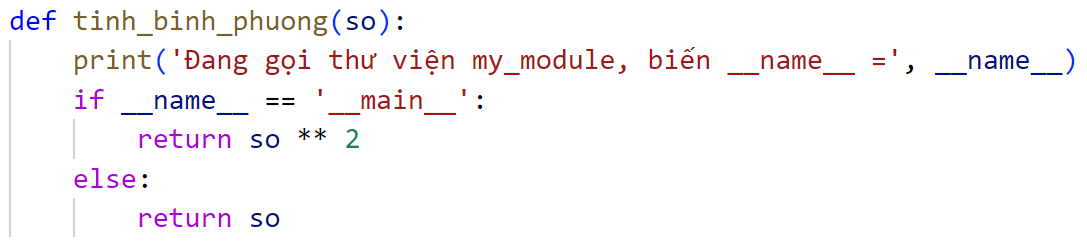 def tinh_binh_phuong(so):
    print('Đang gọi thư viện my_module, biến __name__ =', __name__)
    if __name__ == '__main__':
        return so ** 2
    else:
        return so